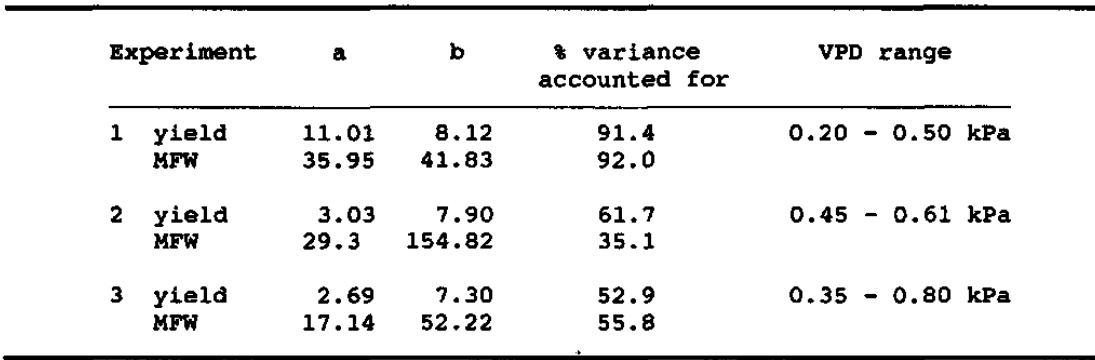 Experiment a b % variance VPD range
accounted for
1 yield 11.01 8.12 91.4 0.20 - 0.50 kPa
MFW 35.95 41.83 92.0
2 yield 3.03 7.90 61.7 0.45 - 0.61 kPa
MFW 29.3 154.82 35.1
3 yield 2.69 7.30 52.9 0.35 - 0.80 kPa
MFW 17.14 52.22 55.8